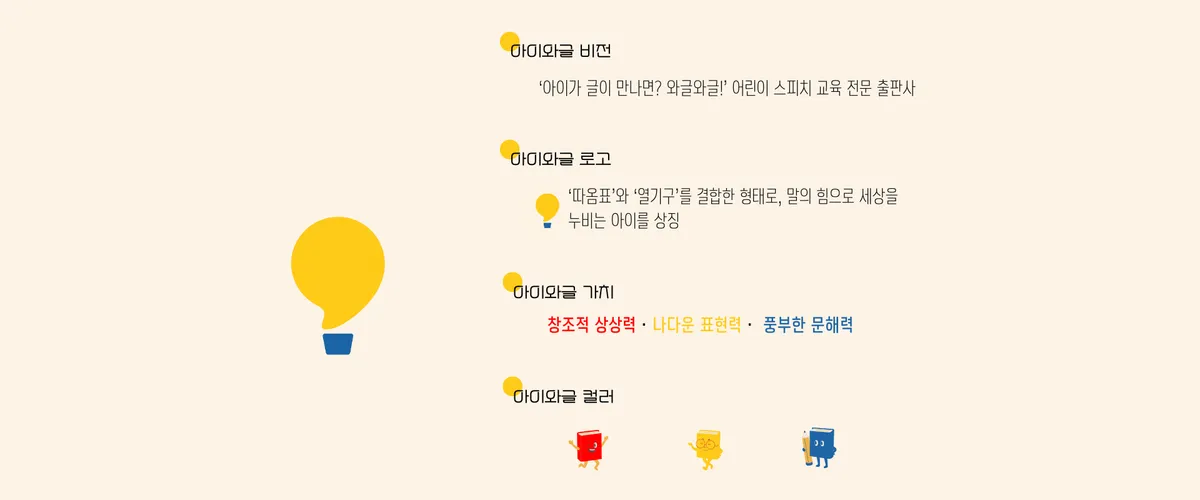 아이와글 비전
‘아이가 글이 만나면? 와글와글!’ 어린이 스피치 교육 전문 출판사
아이와글 로고
‘따옴표’와 ‘열기구’를 결합한 형태로, 말의 힘으로 세상을
누비는 아이를 상징
아이와글 가치
창조적 상상력 · 나다운 표현력 · 풍부한 문해력
아이와글 컬러